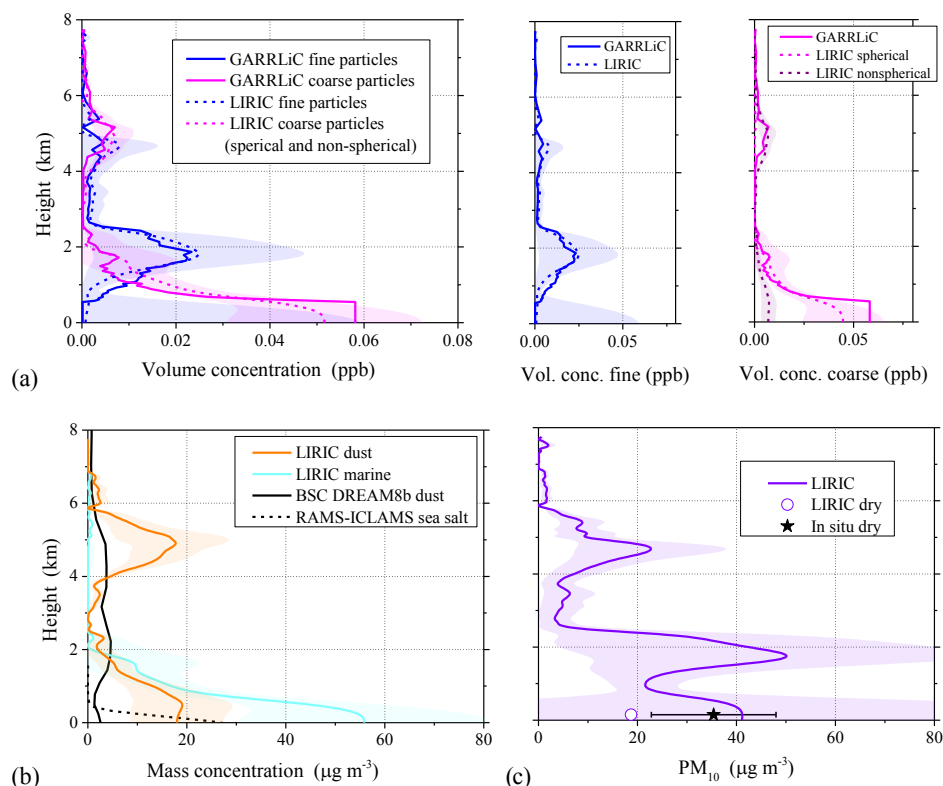 (a)
Height (km)
8
6
4
2
0
GARRLiC fine particles
GARRLiC coarse particles
LIRIC fine particles
LIRIC coarse particles
(sperical and non-spherical)
0.00 0.02 0.04 0.06 0.08
Volume concentration (ppb)
GARRLiC
LIRIC
0.00 0.05
Vol. conc. fine (ppb)
GARRLiC
LIRIC spherical
LIRIC nonspherical
0.00 0.05
Vol. conc. coarse (ppb)
(b)
Height (km)
8
6
4
2
0
LIRIC dust
LIRIC marine
BSC DREAM8b dust
RAMS-ICLAMS sea salt
0 20 40 60 80
Mass concentration (μg m-3)
(c)
LIRIC
LIRIC dry
In situ dry
0 20 40 60 80
PM10 (μg m-3)